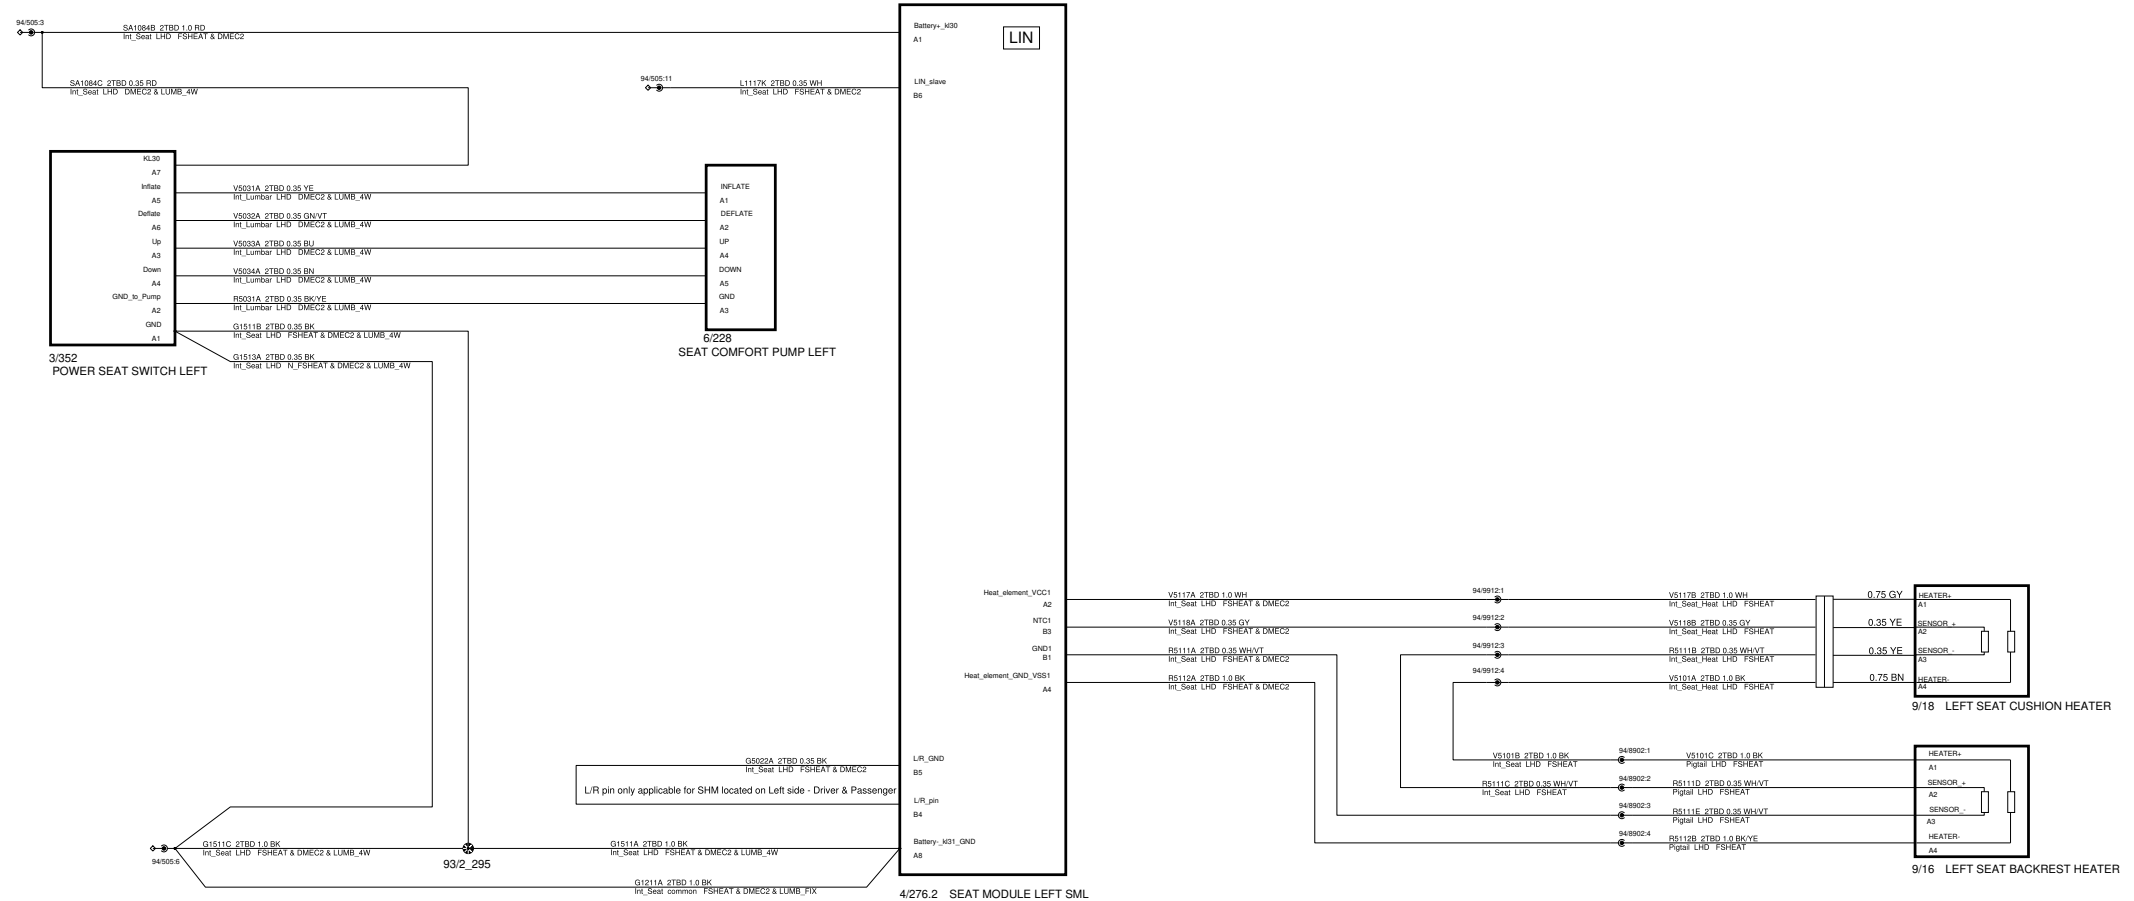 94/505:3
SA1084B 2TBD 1.0 RD
Int_Seat LHD FSHEAT & DMEC2
SA1084C 2TBD 0.35 RD
Int_Seat LHD DMEC2 & LUMB_4W
94/505:11
L1117K 2TBD 0.35 WH
Int_Seat LHD FSHEAT & DMEC2
Battery+_kl30
A1
LIN
LIN_slave
B6
KL30
A7
Inflate
A5
Deflate
A6
Up
A3
Down
A4
GND_to_Pump
A2
GND
A1
3/352
POWER SEAT SWITCH LEFT
V5031A 2TBD 0.35 YE
Int_Lumbar LHD DMEC2 & LUMB_4W
V5032A 2TBD 0.35 GN/VT
Int_Lumbar LHD DMEC2 & LUMB_4W
V5033A 2TBD 0.35 BU
Int_Lumbar LHD DMEC2 & LUMB_4W
V5034A 2TBD 0.35 BN
Int_Lumbar LHD DMEC2 & LUMB_4W
R5031A 2TBD 0.35 BK/YE
Int_Lumbar LHD DMEC2 & LUMB_4W
G1511B 2TBD 0.35 BK
Int_Seat LHD FSHEAT & DMEC2 & LUMB_4W
G1513A 2TBD 0.35 BK
Int_Seat LHD N_FSHEAT & DMEC2 & LUMB_4W
INFLATE
A1
DEFLATE
A2
UP
A4
DOWN
A5
GND
A3
6/228
SEAT COMFORT PUMP LEFT
Heat_element_VCC1
A2
NTC1
B3
GND1
B1
Heat_element_GND_VSS1
A4
V5117A 2TBD 1.0 WH
Int_Seat LHD FSHEAT & DMEC2
V5118A 2TBD 0.35 GY
Int_Seat LHD FSHEAT & DMEC2
R5111A 2TBD 0.35 WH/VT
Int_Seat LHD FSHEAT & DMEC2
R5112A 2TBD 1.0 BK
Int_Seat LHD FSHEAT & DMEC2
94/9912:1
94/9912:2
94/9912:3
94/9912:4
V5117B 2TBD 1.0 WH
Int_Seat_Heat LHD FSHEAT
V5118B 2TBD 0.35 GY
Int_Seat_Heat LHD FSHEAT
R5111B 2TBD 0.35 WH/VT
Int_Seat_Heat LHD FSHEAT
V5101A 2TBD 1.0 BK
Int_Seat_Heat LHD FSHEAT
0.75 GY
0.35 YE
0.35 YE
0.75 BN
HEATER+
A1
SENSOR_+
A2
SENSOR_-
A3
HEATER-
A4
9/18 LEFT SEAT CUSHION HEATER
V5101B 2TBD 1.0 BK
Int_Seat LHD FSHEAT
R5111C 2TBD 0.35 WH/VT
Int_Seat LHD FSHEAT
94/8902:1
94/8902:2
94/8902:3
94/8902:4
V5101C 2TBD 1.0 BK
Pigtail LHD FSHEAT
R5111D 2TBD 0.35 WH/VT
Pigtail LHD FSHEAT
R5111E 2TBD 0.35 WH/VT
Pigtail LHD FSHEAT
R5112B 2TBD 1.0 BK/YE
Pigtail LHD FSHEAT
HEATER+
A1
SENSOR_+
A2
SENSOR_-
A3
HEATER-
A4
9/16 LEFT SEAT BACKREST HEATER
G5022A 2TBD 0.35 BK
Int_Seat LHD FSHEAT & DMEC2
L/R pin only applicable for SHM located on Left side - Driver & Passenger
L/R_GND
B5
L/R_pin
B4
Battery-_kl31_GND
A8
94/505:6
G1511C 2TBD 1.0 BK
Int_Seat LHD FSHEAT & DMEC2 & LUMB_4W
93/2_295
G1511A 2TBD 1.0 BK
Int_Seat LHD FSHEAT & DMEC2 & LUMB_4W
G1211A 2TBD 1.0 BK
Int_Seat common FSHEAT & DMEC2 & LUMB_FIX
4/276.2 SEAT MODULE LEFT SML